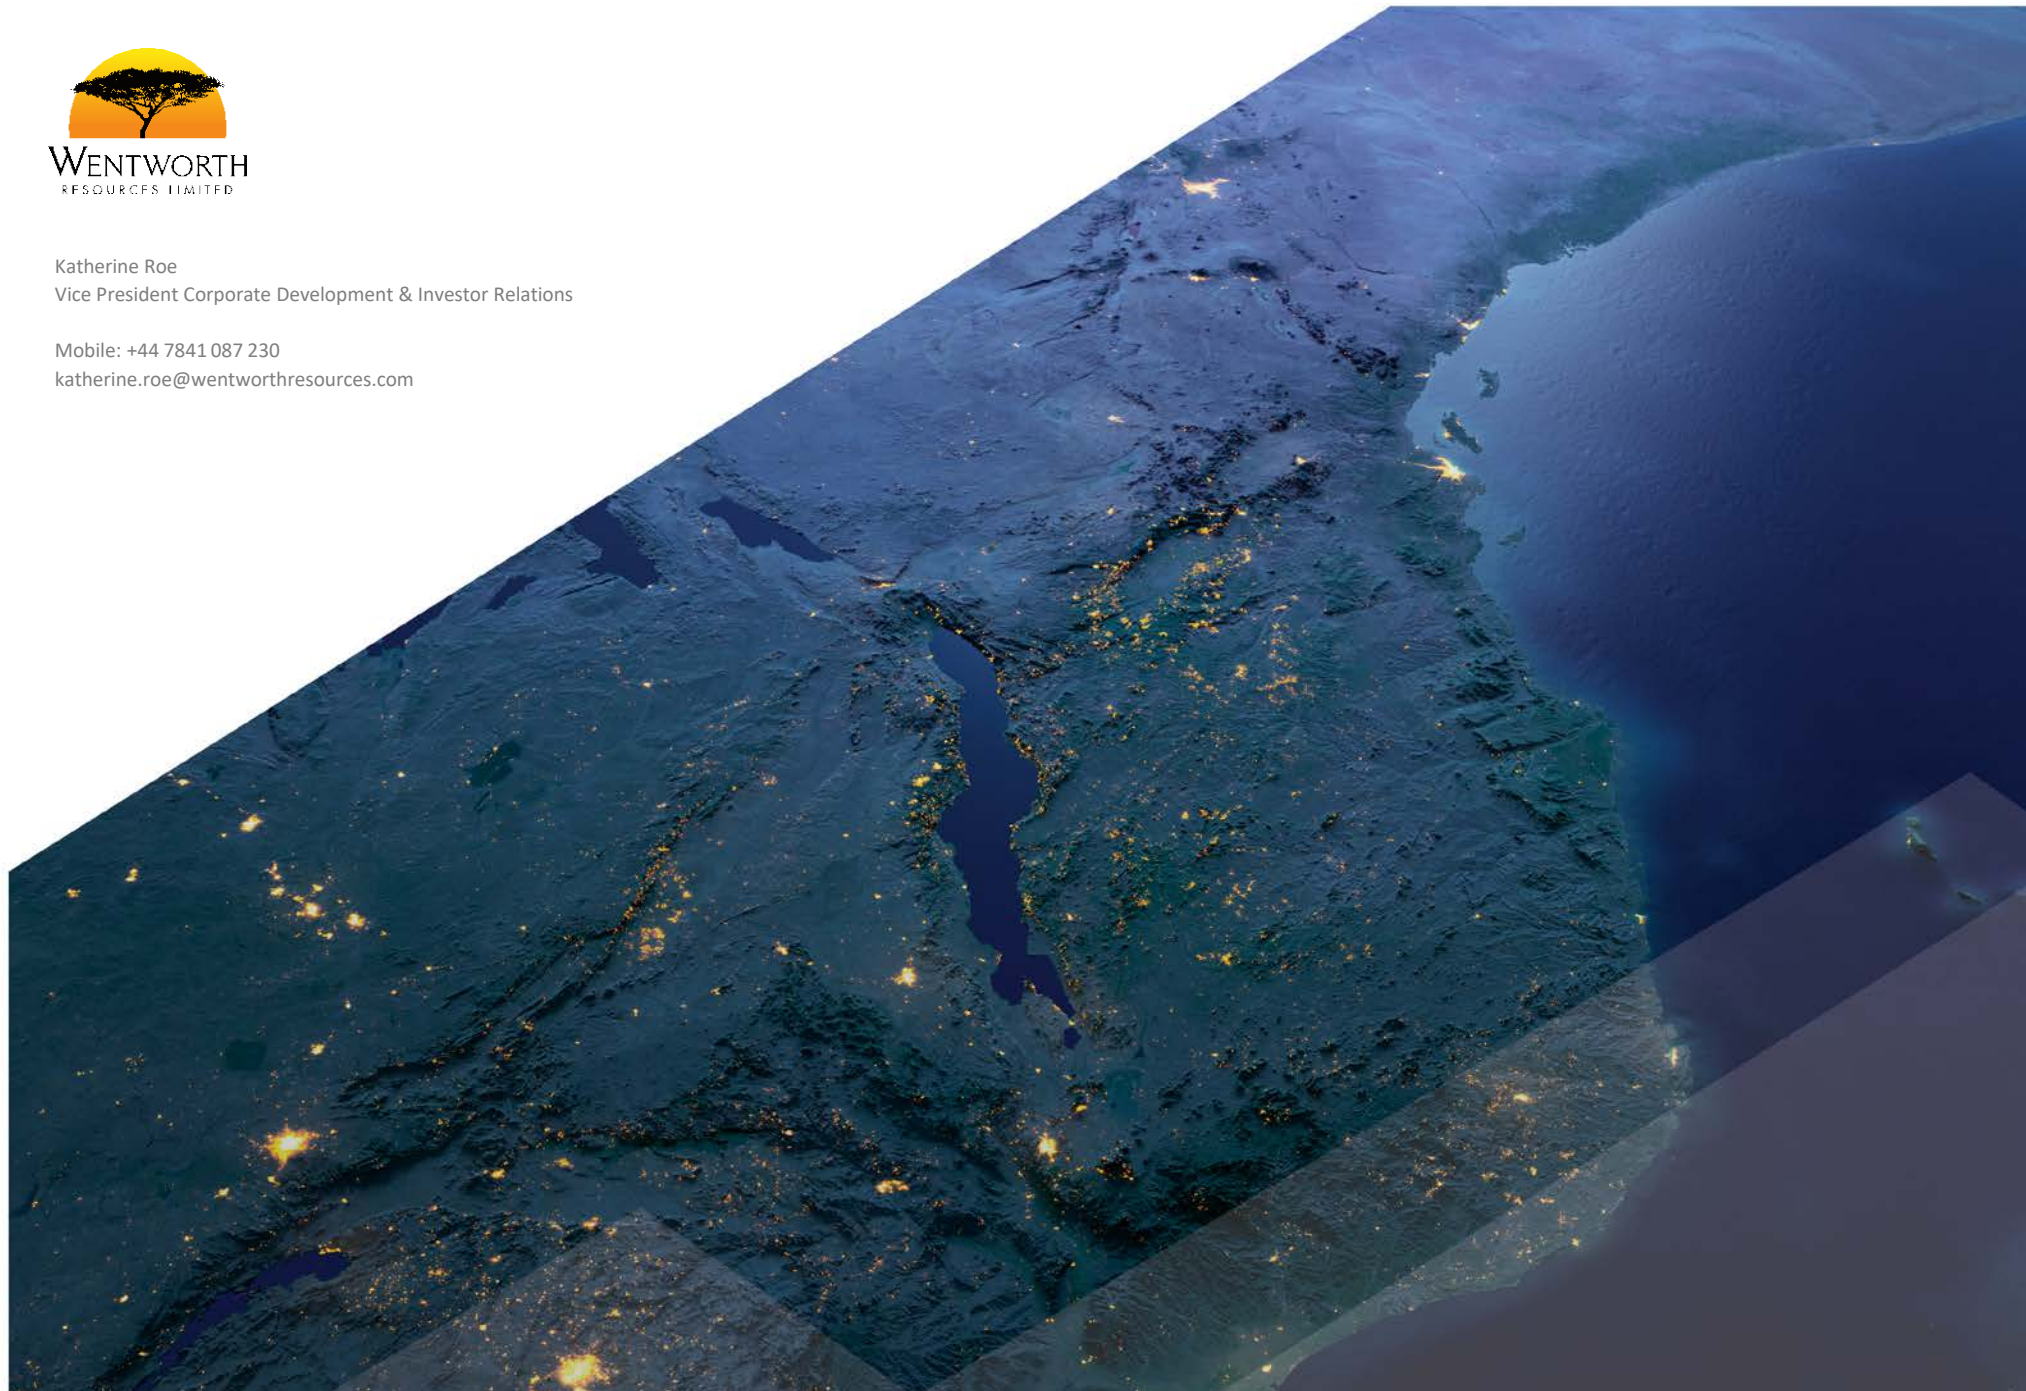 WENTWORTH
RESOURCES LIMITED
Katherine Roe
Vice President Corporate Development & Investor Relations
Mobile: +44 7841 087 230
katherine.roe@wentworthresources.com